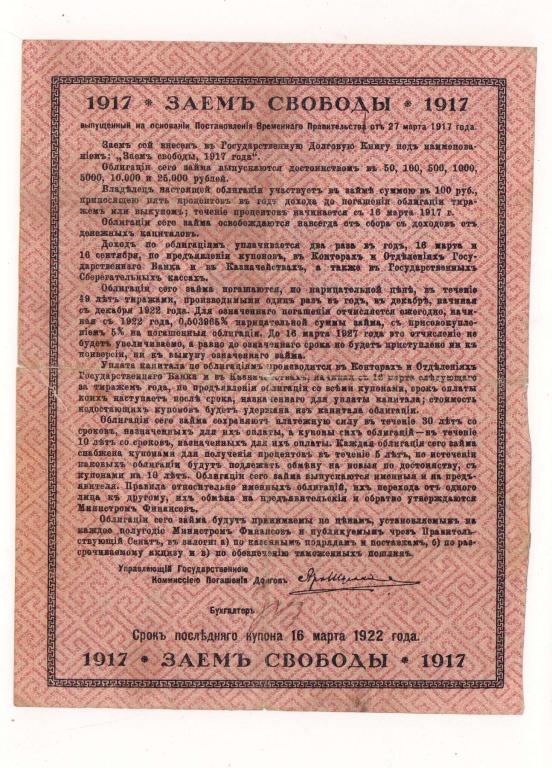 1917 * ЗАЕМЪ СВОБОДЫ * 1917
выпущенный на основаніи Постановленія Временнаго Правительства отъ 27 марта 1917 года.
Заемъ сей внесенъ въ Государственную Долговую Книгу подъ наименова-
ніемъ: „Заемъ свободы, 1917 года“.
Облигаціи сего займа выпускаются достоинствомъ въ 50, 100, 500, 1000,
5000, 10.000 и 25.000 рублей.
Владѣлецъ настоящей облигаціи участвуетъ въ займѣ суммою въ 100 руб.,
приносящею пять процентовъ въ годъ дохода до погашенія облигаціи тира-
жемъ или выкупомъ; теченіе процентовъ начинается съ 16 марта 1917 г.
Облигаціи сего займа освобождаются навсегда отъ сбора съ доходовъ отъ
денежныхъ капиталовъ.
Доходъ по облигаціямъ уплачивается два раза въ годъ, 16 марта и
16 сентября, по предъявленіи купоновъ, въ Конторахъ и Отдѣленіяхъ Госу-
дарственнаго Банка и въ Казначействахъ, а также въ Государственныхъ
Сберегательныхъ кассахъ.
Облигаціи сего займа погашаются, по нарицательной цѣнѣ, въ теченіе
49 лѣтъ тиражами, производимыми одинъ разъ въ годъ, въ декабрѣ, начиная
съ декабря 1922 года. Для означеннаго погашенія отчисляется ежегодно, начи-
ная съ 1922 года, 0,503965% нарицательной суммы займа, съ присовокупле-
ніемъ 5% на погашенныя облигаціи. До 16 марта 1927 года это отчисленіе не
будетъ увеличиваемо, а равно до означеннаго срока не будетъ приступлено ни къ
конверсіи, ни къ выкупу означеннаго займа.
Уплата капитала по облигаціямъ производится въ Конторахъ и Отдѣленіяхъ
Государственнаго Банка и въ Казначействахъ, начиная съ 16 марта слѣдующаго
за тиражемъ года, по предъявленіи облигаціи со всѣми купонами, срокъ оплаты
коихъ наступаетъ послѣ срока, назначеннаго для уплаты капитала; стоимость
недостающихъ купоновъ будетъ удержана изъ капитала облигаціи.
Облигаціи сего займа сохраняютъ платежную силу въ теченіе 30 лѣтъ со
сроковъ, назначенныхъ для ихъ оплаты, а купоны сихъ облигацій—въ теченіе
10 лѣтъ со сроковъ, назначенныхъ для ихъ оплаты. Каждая облигація сего займа
снабжена купонами для полученія процентовъ въ теченіе 5 лѣтъ, по истеченіи
каковыхъ облигаціи будутъ подлежать обмѣну на новыя по достоинству, съ
купонами на 10 лѣтъ. Облигаціи сего займа выпускаются именныя и на предъ-
явителя. Правила относительно именныхъ облигацій, ихъ перехода отъ одного
лица къ другому, ихъ обмѣна на предъявительскія и обратно утверждаются
Министромъ Финансовъ.
Облигаціи сего займа будутъ принимаемы по цѣнамъ, установляемымъ на
каждое полугодіе Министромъ Финансовъ и публикуемымъ чрезъ Правитель-
ствующій Сенатъ, въ залоги: а) по казеннымъ подрядамъ и поставкамъ, б) по раз-
срочиваемому акцизу и в) по обезпеченію таможенныхъ пошлинъ.
Управляющій Государственною
Комиссіею Погашенія Долговъ
Бухгалтеръ
Срокъ послѣдняго купона 16 марта 1922 года.
1917 * ЗАЕМЪ СВОБОДЫ * 1917